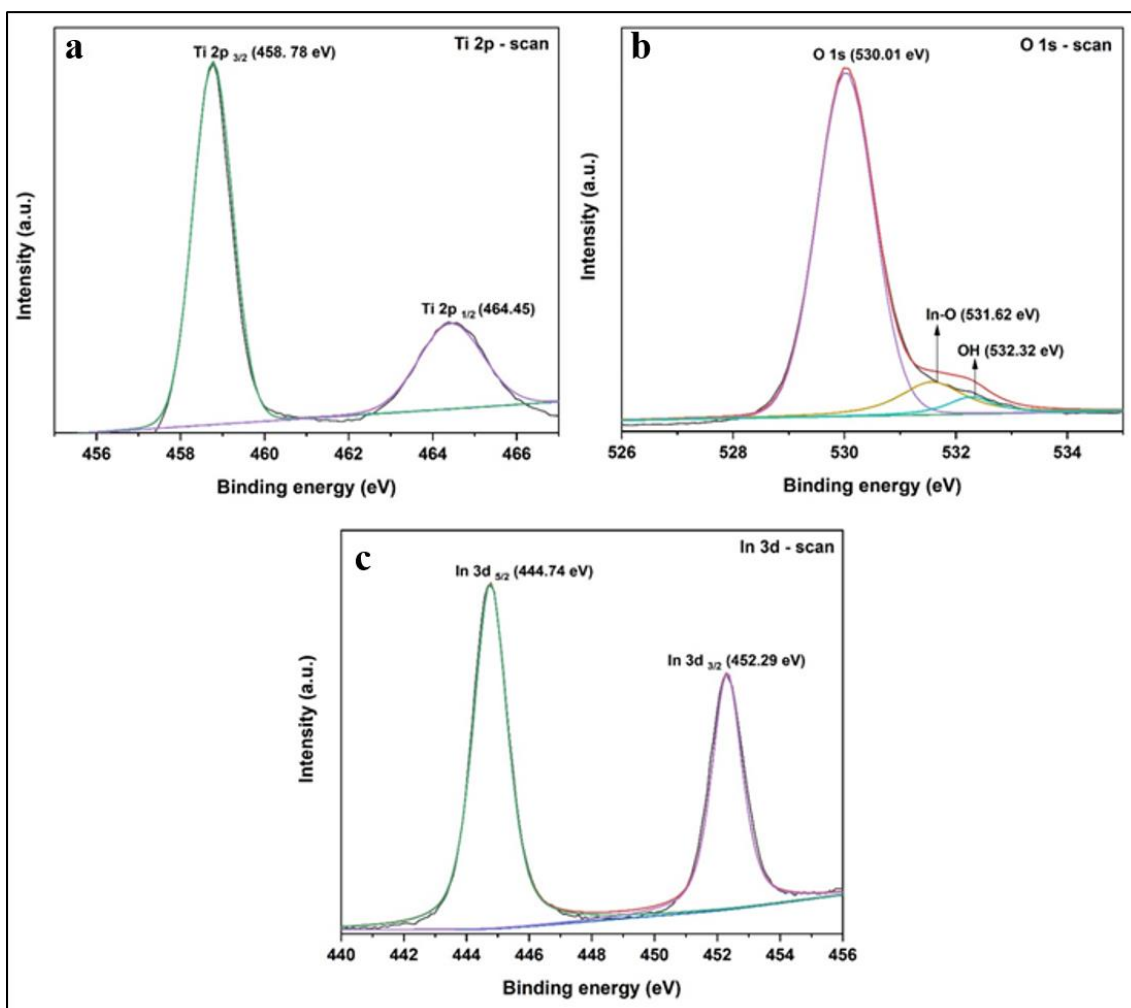 a
Ti 2p - scan
Ti 2p 3/2 (458. 78 eV)
Ti 2p 1/2 (464.45)
Intensity (a.u.)
456 458 460 462 464 466
Binding energy (eV)
b
O 1s - scan
O 1s (530.01 eV)
In-O (531.62 eV)
OH (532.32 eV)
Intensity (a.u.)
526 528 530 532 534
Binding energy (eV)
c
In 3d - scan
In 3d 5/2 (444.74 eV)
In 3d 3/2 (452.29 eV)
Intensity (a.u.)
440 442 444 446 448 450 452 454 456
Binding energy (eV)